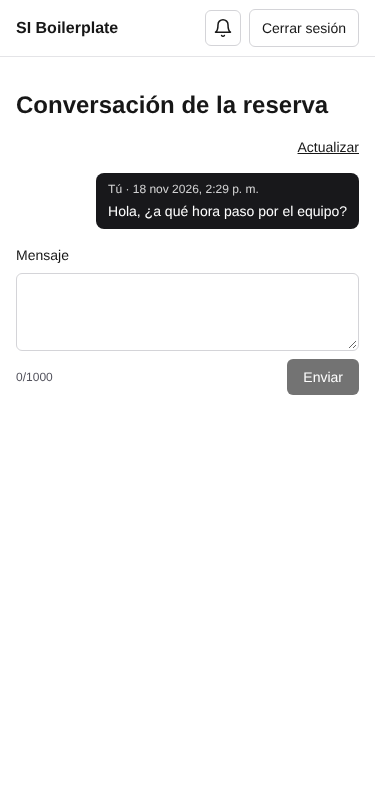 SI Boilerplate
Cerrar sesión
Conversación de la reserva
Actualizar
Tú · 18 nov 2026, 2:29 p. m.
Hola, ¿a qué hora paso por el equipo?
Mensaje
0/1000
Enviar